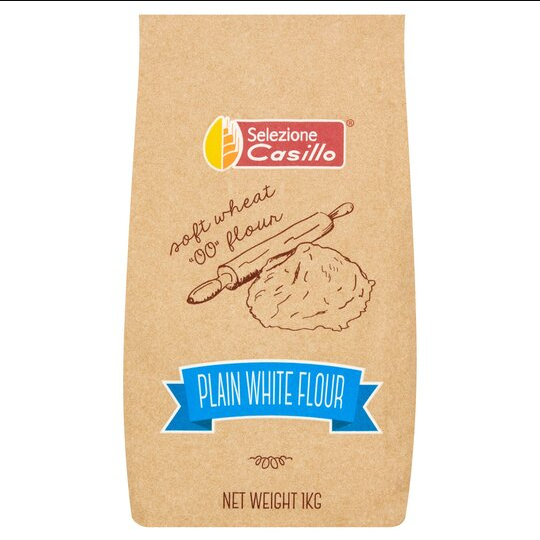 Selezione
Casillo
®
soft wheat
"00" flour
PLAIN WHITE FLOUR
NET WEIGHT 1KG